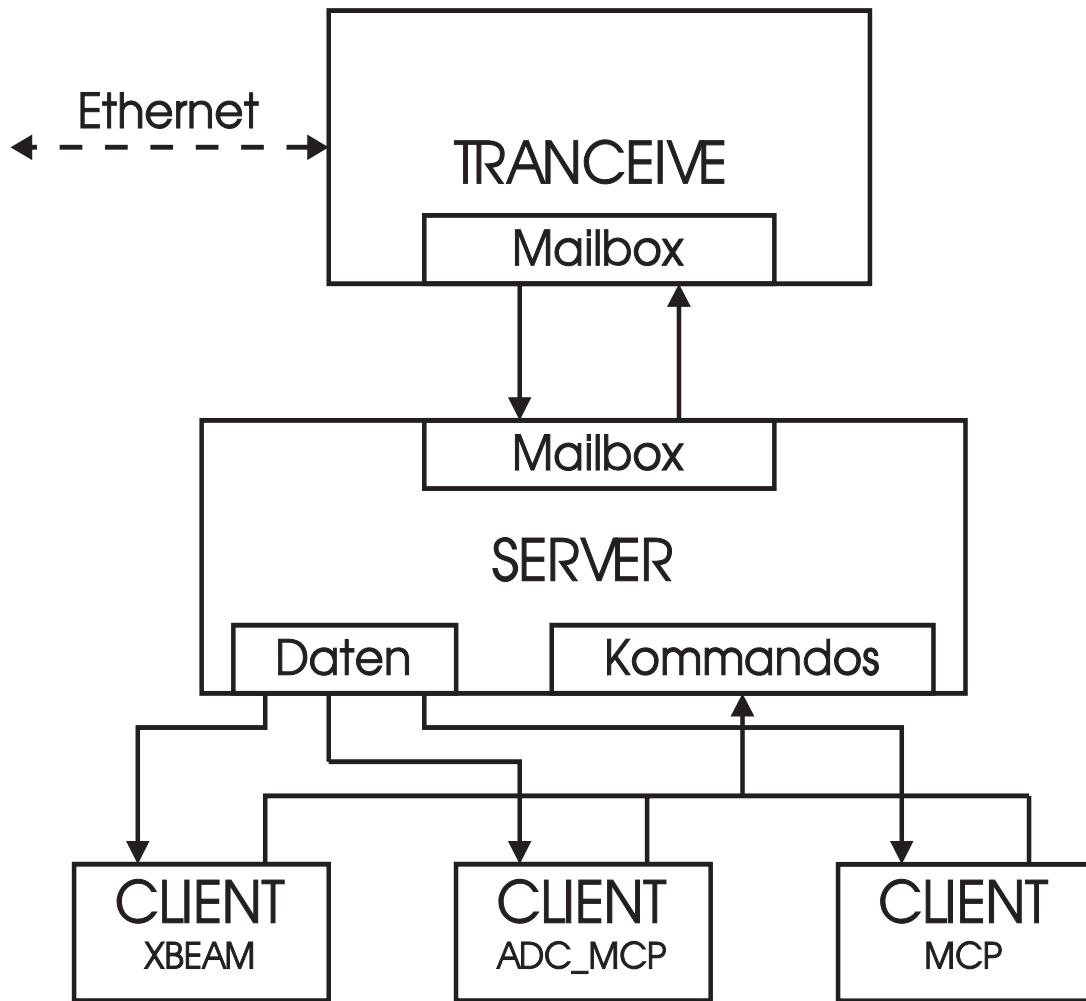 Ethernet
TRANCEIVE
Mailbox
Mailbox
SERVER
Daten
Kommandos
CLIENT
XBEAM
CLIENT
ADC_MCP
CLIENT
MCP